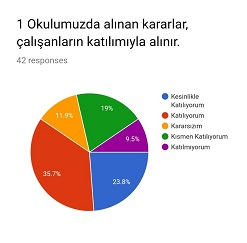 1 Okulumuzda alınan kararlar,
çalışanların katılımıyla alınır.
42 responses
Kesinlikle
Katılıyorum
Katılıyorum
Kararsızım
Kısmen Katılıyorum
Katılmıyorum
19%
11.9%
9.5%
35.7%
23.8%